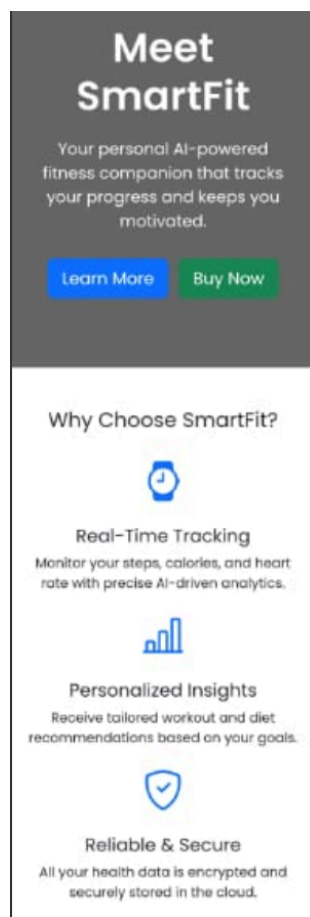 Meet
SmartFit
Your personal AI-powered
fitness companion that tracks
your progress and keeps you
motivated.
Learn More Buy Now
Why Choose SmartFit?
Real-Time Tracking
Monitor your steps, calories, and heart
rate with precise AI-driven analytics.
Personalized Insights
Receive tailored workout and diet
recommendations based on your goals.
Reliable & Secure
All your health data is encrypted and
securely stored in the cloud.